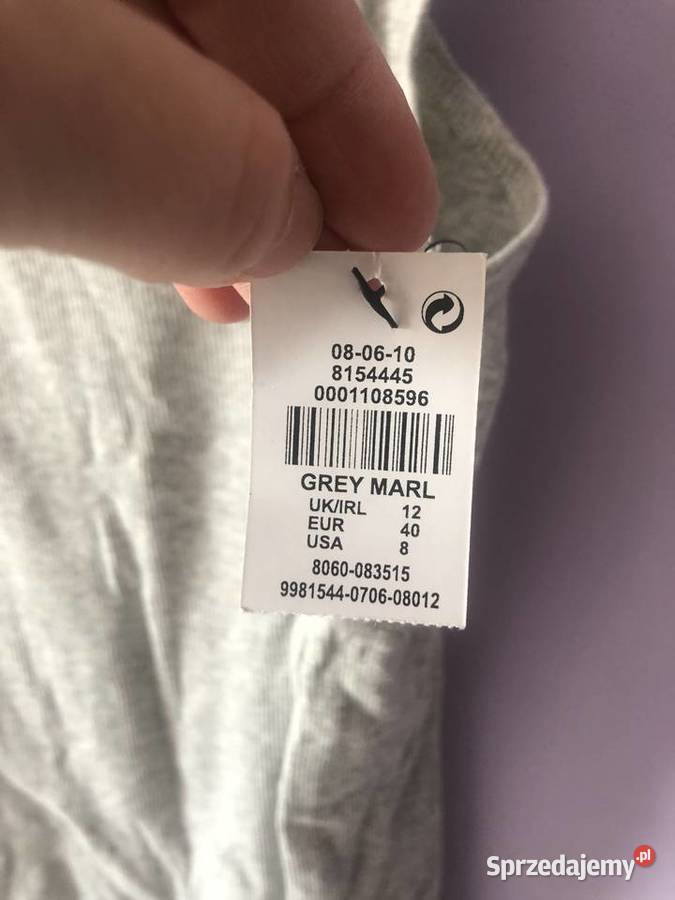 08-06-10
8154445
0001108596
GREY MARL
UK/IRL 12
EUR 40
USA 8
8060-083515
9981544-0706-08012
Sprzedajemy.pl